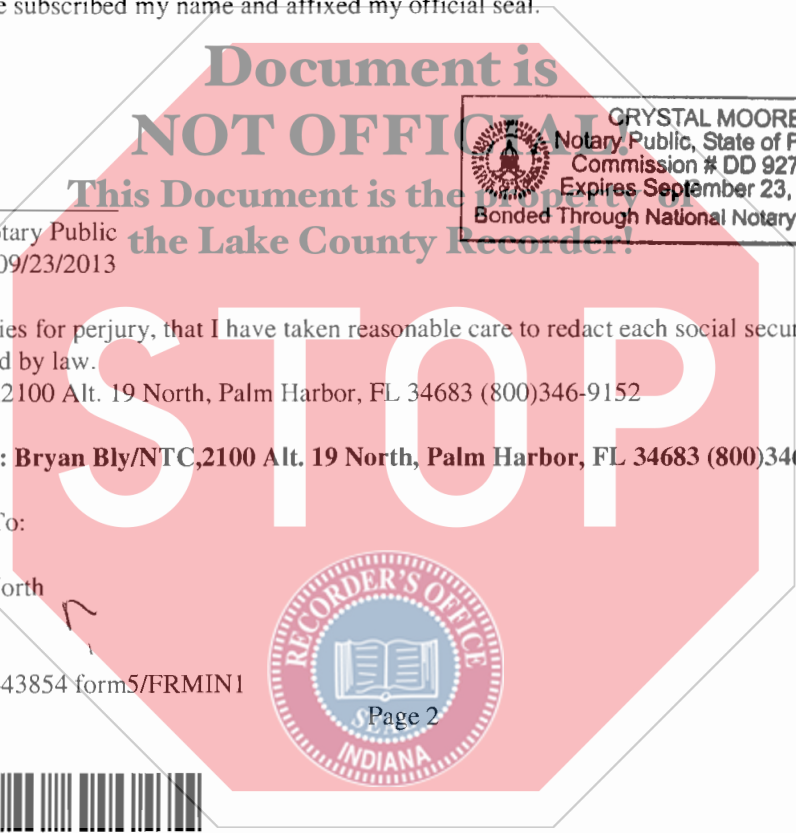 e subscribed my name and affixed my official seal.
Document is
NOT OFFICIAL!
This Document is the property of
the Lake County Recorder!
CRYSTAL MOORE
Notary Public, State of F
Commission # DD 927
Expires September 23,
Bonded Through National Notary
tary Public
09/23/2013
ies for perjury, that I have taken reasonable care to redact each social secur
d by law.
2100 Alt. 19 North, Palm Harbor, FL 34683 (800)346-9152
: Bryan Bly/NTC,2100 Alt. 19 North, Palm Harbor, FL 34683 (800)346
STOP
To:
orth
43854 form5/FRMIN1
RECORDER'S OFFICE
SEAL
INDIANA
Page 2